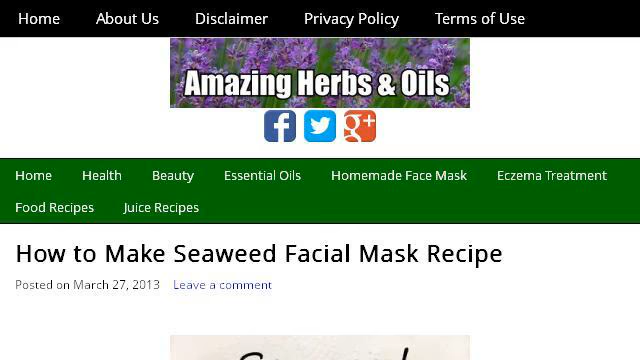 Home About Us Disclaimer Privacy Policy Terms of Use
Amazing Herbs & Oils
Home Health Beauty Essential Oils Homemade Face Mask Eczema Treatment
Food Recipes Juice Recipes
How to Make Seaweed Facial Mask Recipe
Posted on March 27, 2013 Leave a comment